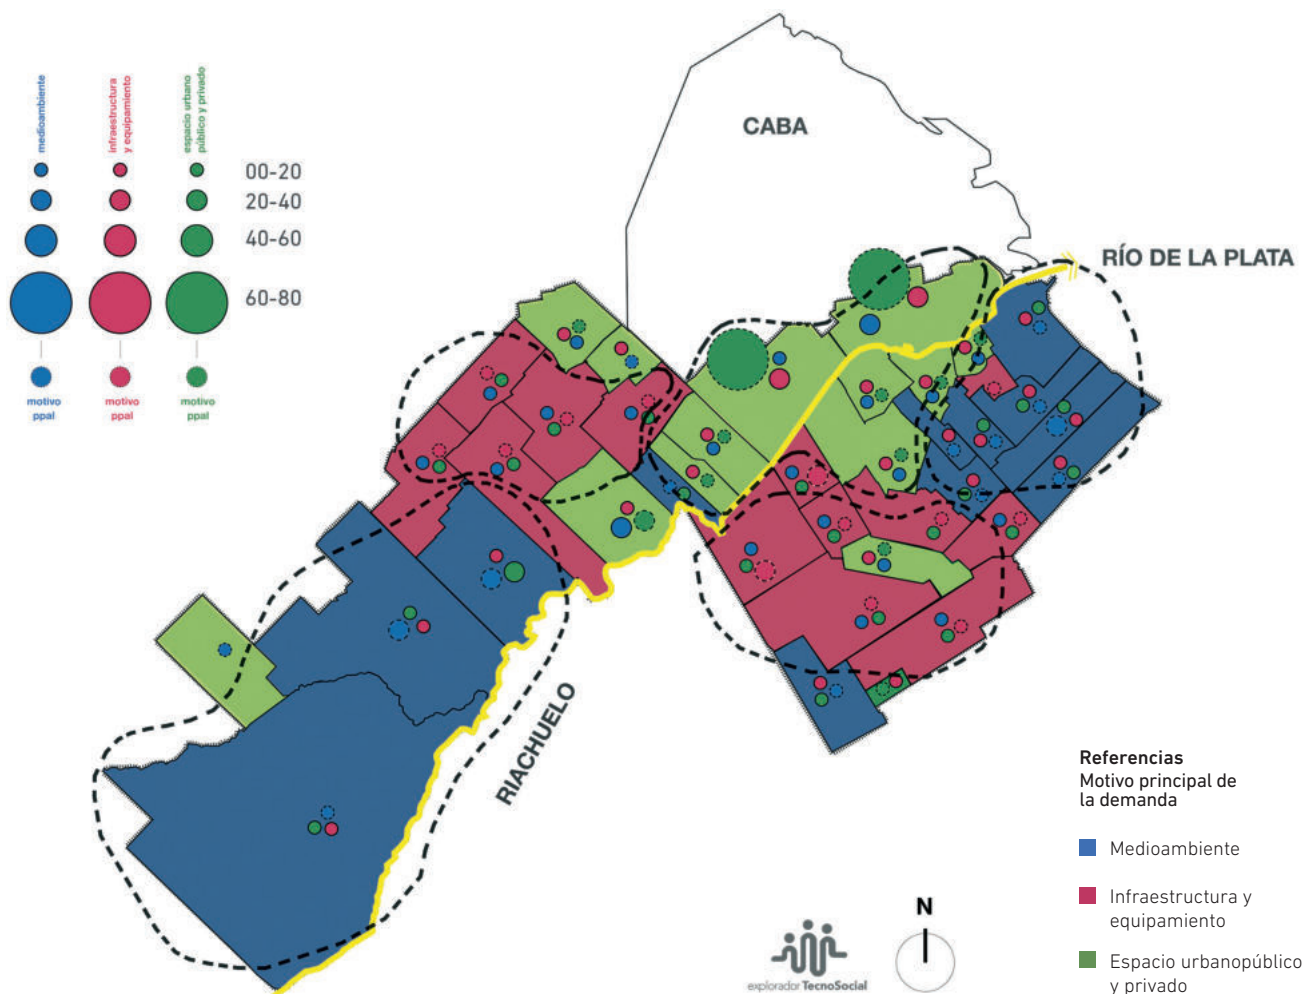 medioambiente
infraestructura
y equipamiento
espacio urbano
público y privado
00-20
20-40
40-60
60-80
motivo
ppal
motivo
ppal
motivo
ppal
CABA
RÍO DE LA PLATA
RIACHUELO
Referencias
Motivo principal de
la demanda
Medioambiente
Infraestructura y
equipamiento
Espacio urbanopúblico
y privado
N
explorador TecnoSocial